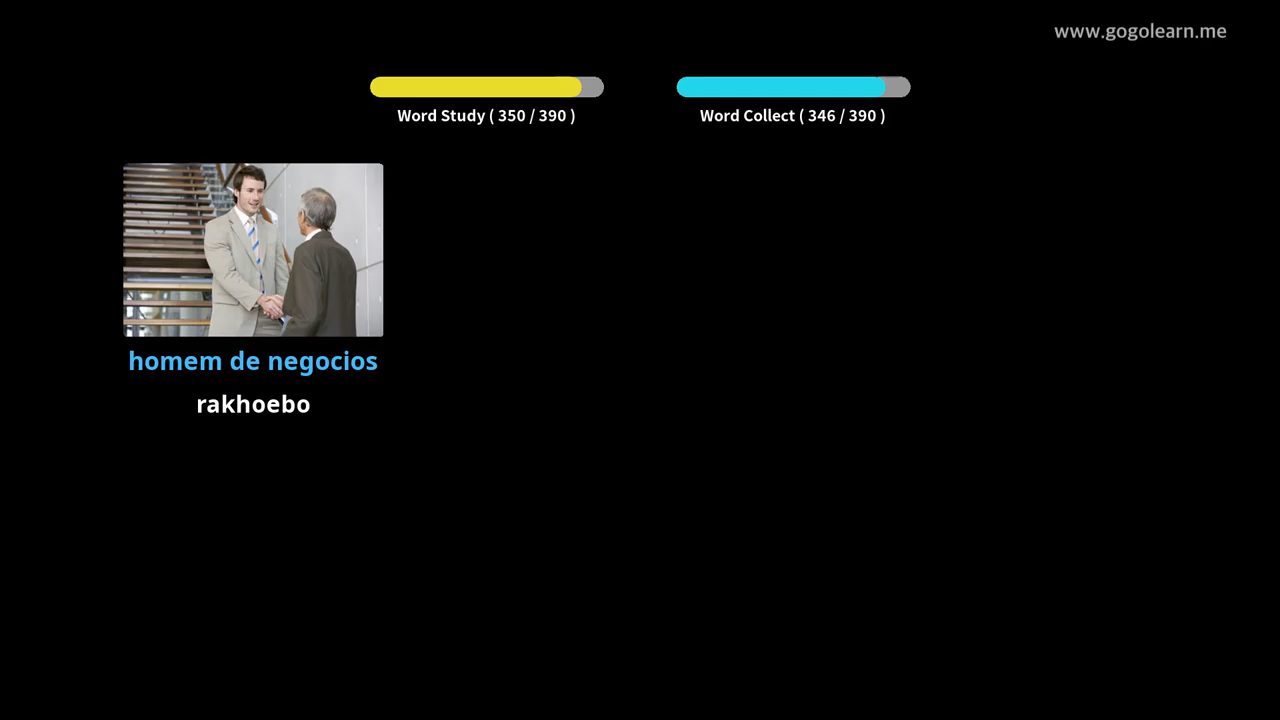 www.gogolearn.me
Word Study ( 350 / 390 )
Word Collect ( 346 / 390 )
homem de negocios
rakhoebo